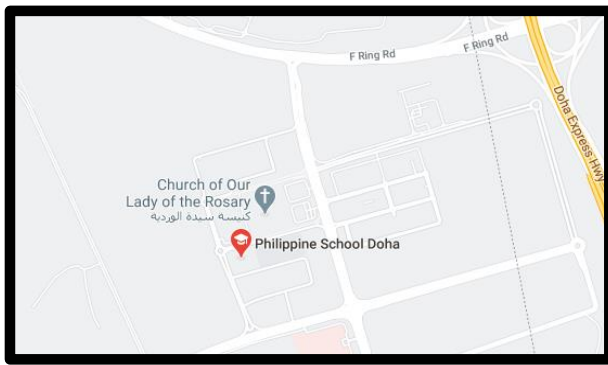 F Ring Rd
F Ring Rd
Doha Express Hwy
Church of Our
Lady of the Rosary
كنيسة سيدة الوردية
Philippine School Doha